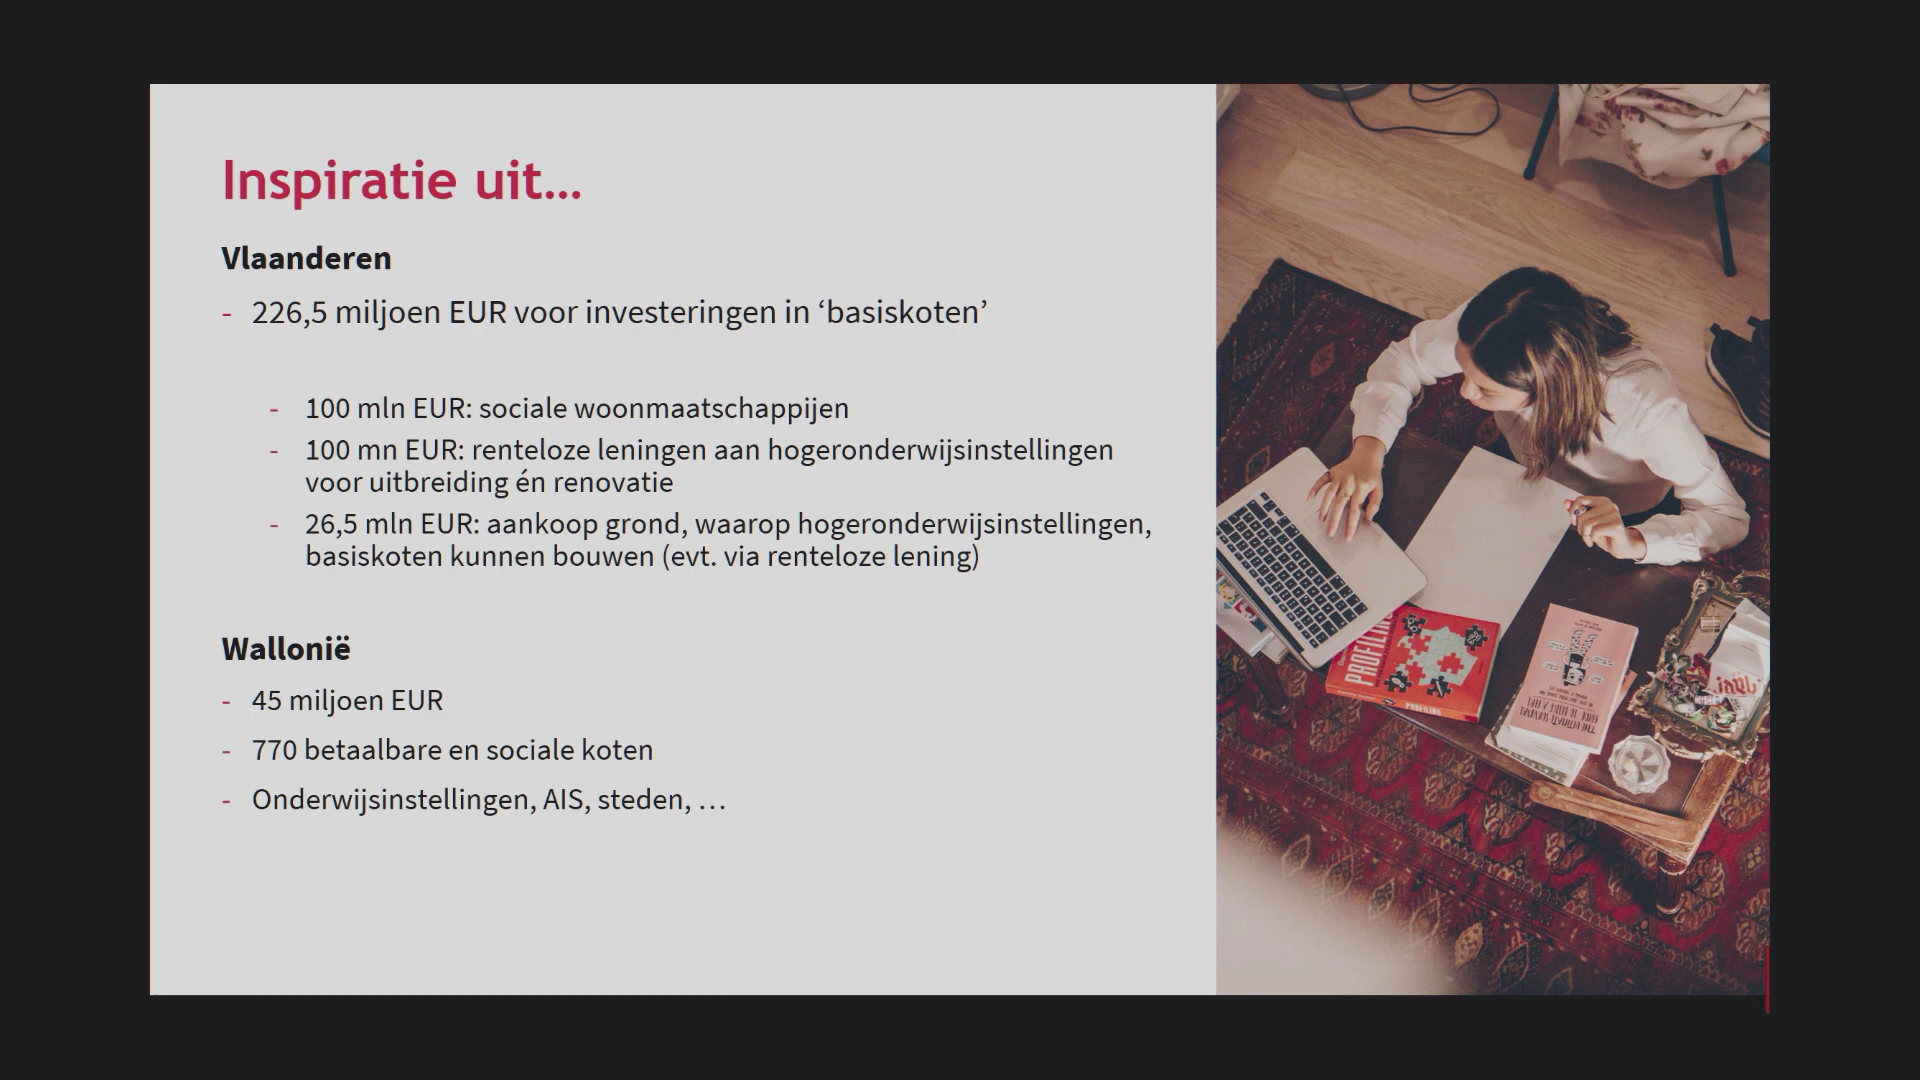 Inspiratie uit…
Vlaanderen
- 226,5 miljoen EUR voor investeringen in ‘basiskoten’
- 100 mln EUR: sociale woonmaatschappijen
- 100 mn EUR: renteloze leningen aan hogeronderwijsinstellingen
voor uitbreiding én renovatie
- 26,5 mln EUR: aankoop grond, waarop hogeronderwijsinstellingen,
basiskoten kunnen bouwen (evt. via renteloze lening)
Wallonië
- 45 miljoen EUR
- 770 betaalbare en sociale koten
- Onderwijsinstellingen, AIS, steden, …
PROFILING
PROFILING